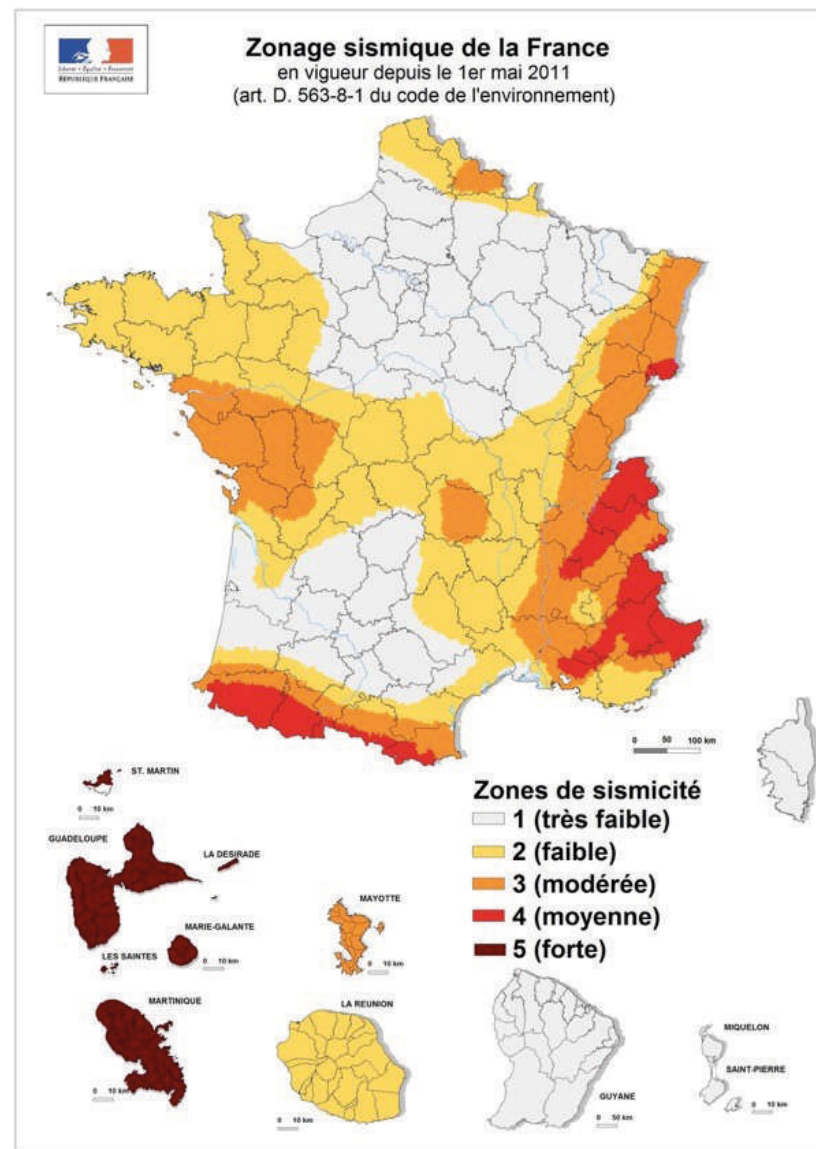 Liberté • Égalité • Fraternité
RÉPUBLIQUE FRANÇAISE
Zonage sismique de la France
en vigueur depuis le 1er mai 2011
(art. D. 563-8-1 du code de l'environnement)
0 50 100 km
Zones de sismicité
1 (très faible)
2 (faible)
3 (modérée)
4 (moyenne)
5 (forte)
ST. MARTIN
0 10 km
GUADELOUPE
LA DESIRADE
MARIE-GALANTE
LES SAINTES
0 10 km
MAYOTTE
0 10 km
MARTINIQUE
0 10 km
LA REUNION
0 10 km
GUYANE
0 50 km
MIQUELON
SAINT-PIERRE
0 10 km